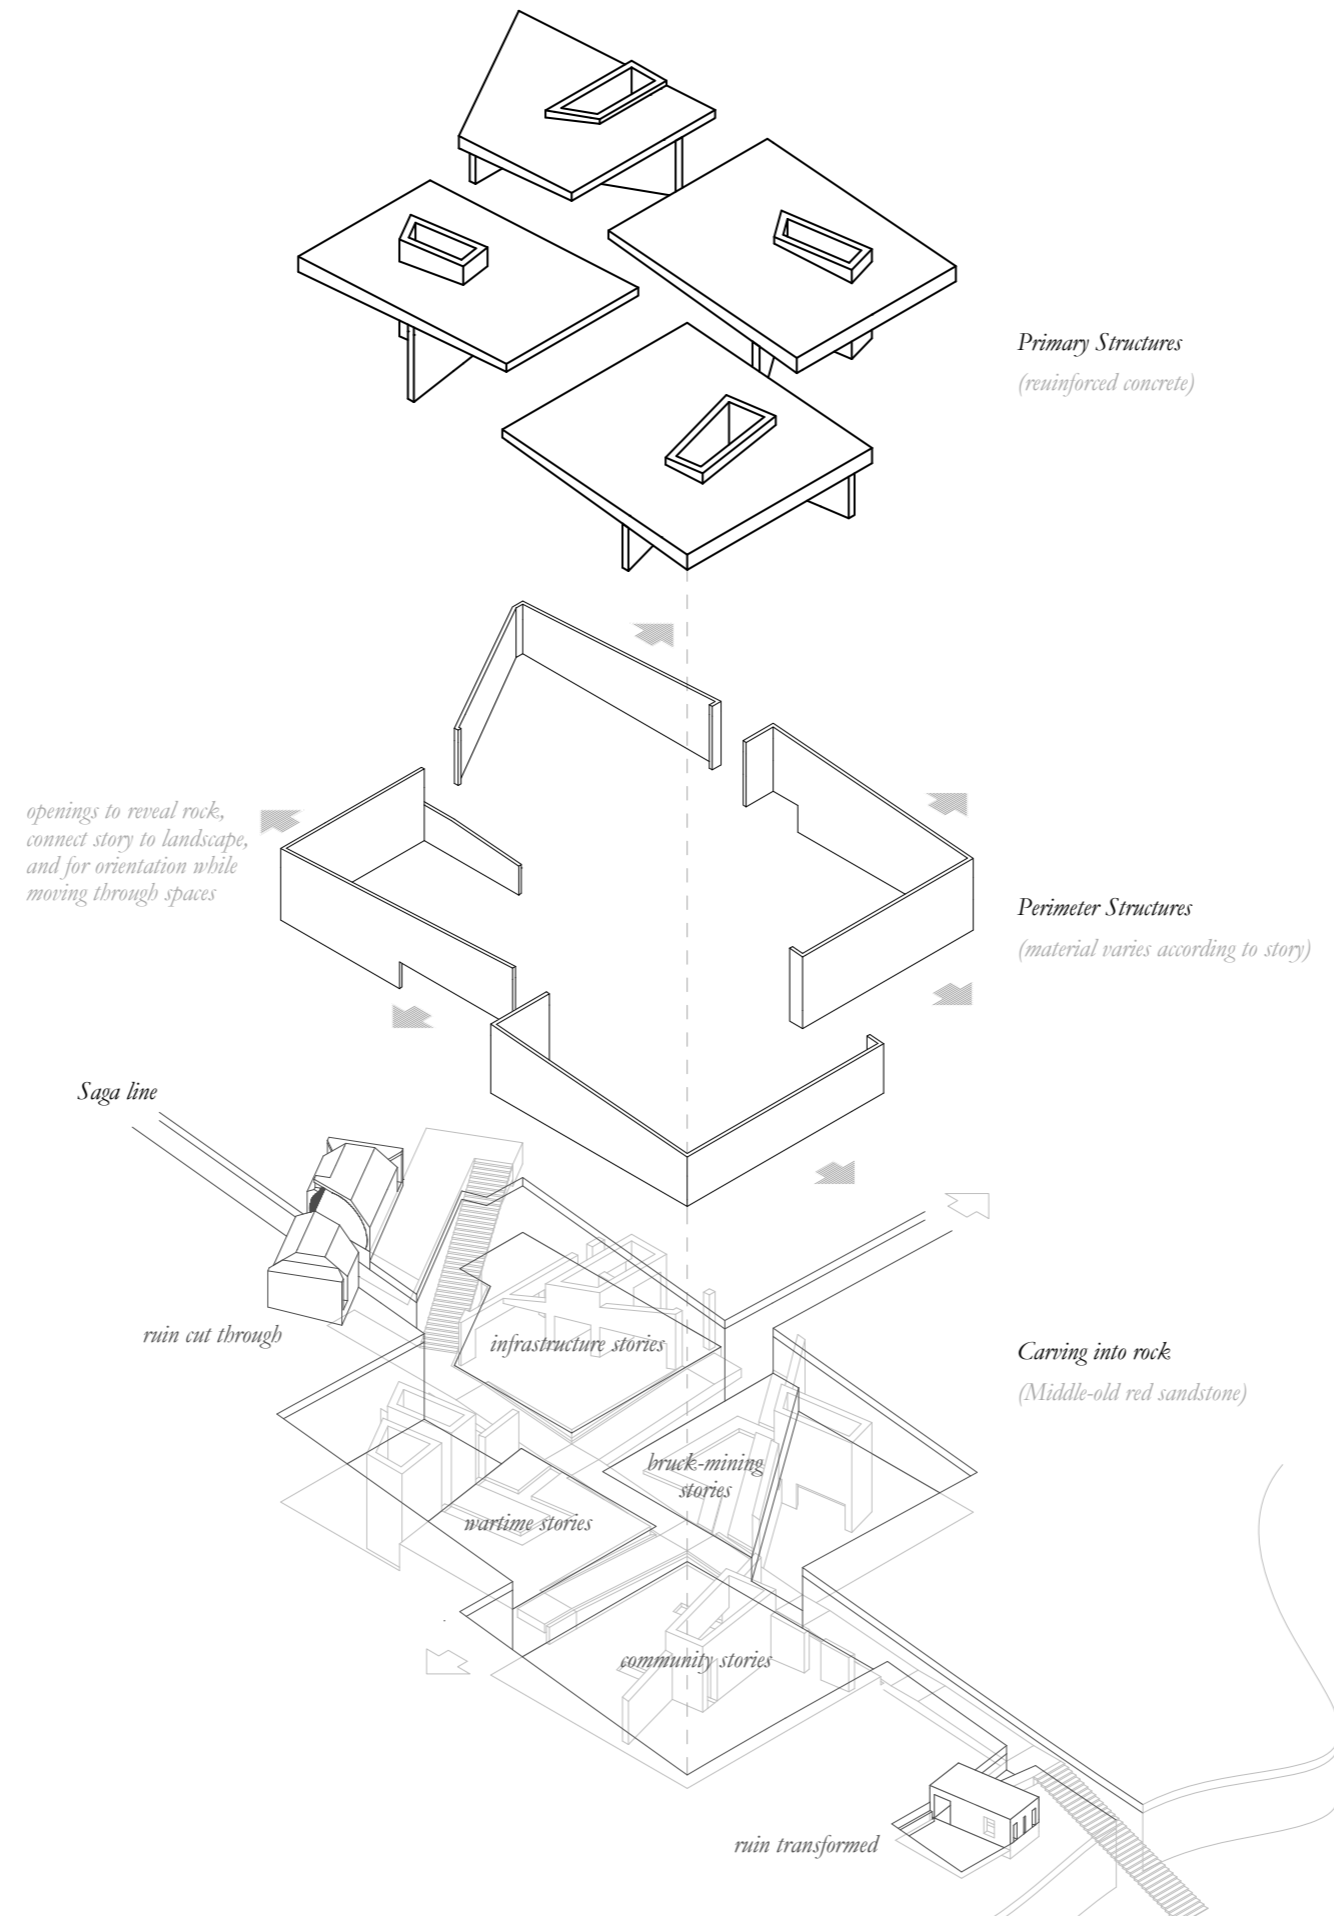 Primary Structures
(reuinforced concrete)
openings to reveal rock,
connect story to landscape,
and for orientation while
moving through spaces
Perimeter Structures
(material varies according to story)
Saga line
ruin cut through
infrastructure stories
Carving into rock
(Middle-old red sandstone)
bruck-mining
stories
wartime stories
community stories
ruin transformed